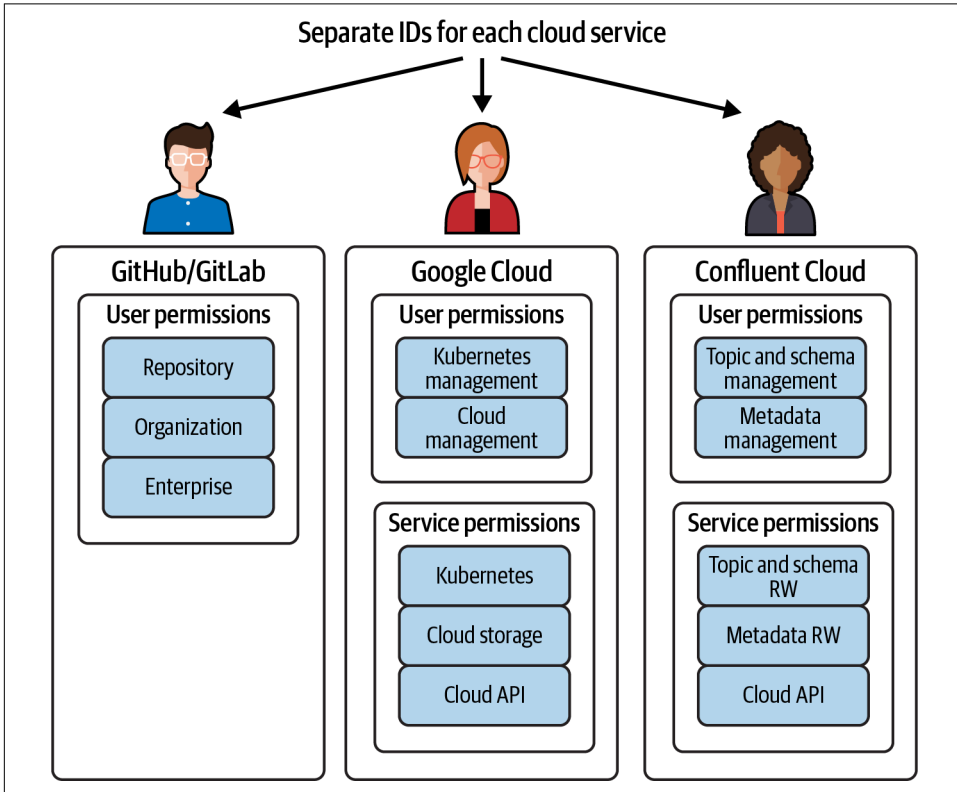 Separate IDs for each cloud service
GitHub/GitLab
User permissions
Repository
Organization
Enterprise
Google Cloud
User permissions
Kubernetes
management
Cloud
management
Service permissions
Kubernetes
Cloud storage
Cloud API
Confluent Cloud
User permissions
Topic and schema
management
Metadata
management
Service permissions
Topic and schema
RW
Metadata RW
Cloud API